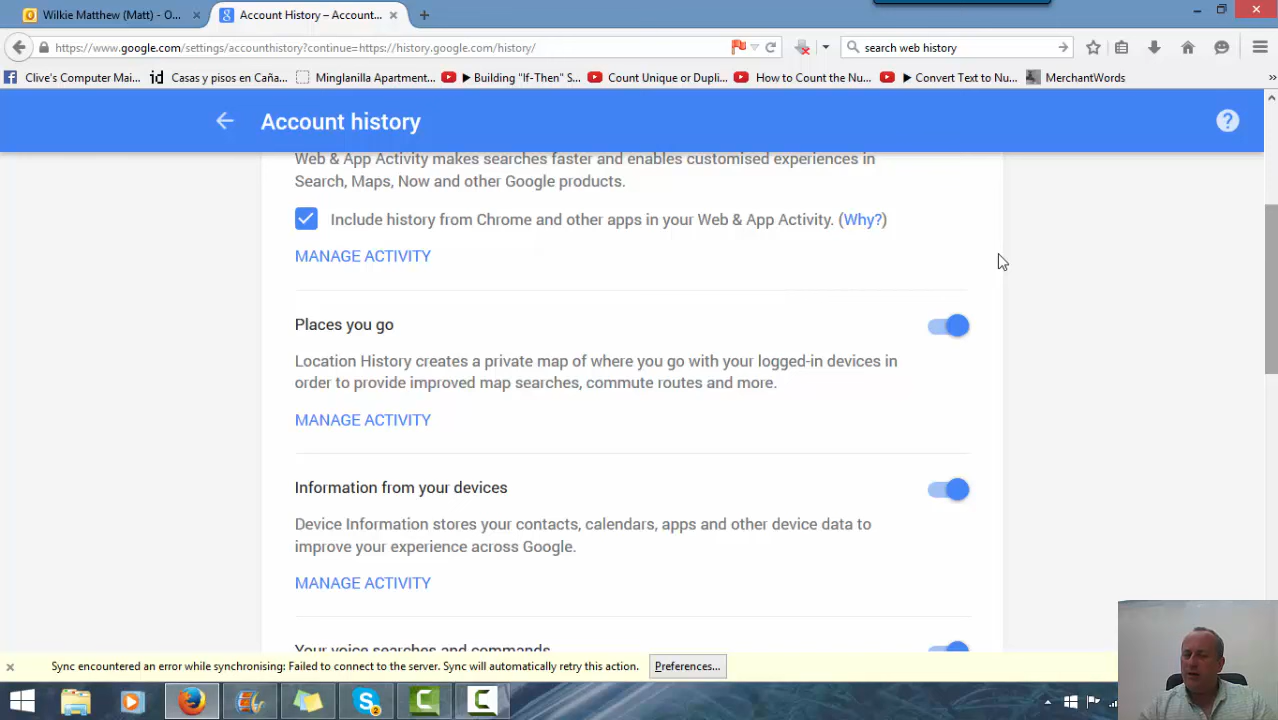 Wilkie Matthew (Matt) - O...
Account History – Account...
https://www.google.com/settings/accounthistory?continue=https://history.google.com/history/
search web history
Clive's Computer Mai...
id Casas y pisos en Caña...
Minglanilla Apartment...
▶ Building "If-Then" S...
Count Unique or Dupli...
How to Count the Nu...
▶ Convert Text to Nu...
MerchantWords
»
Account history
?
Web & App Activity makes searches faster and enables customised experiences in
Search, Maps, Now and other Google products.
Include history from Chrome and other apps in your Web & App Activity. (Why?)
MANAGE ACTIVITY
Places you go
Location History creates a private map of where you go with your logged-in devices in
order to provide improved map searches, commute routes and more.
MANAGE ACTIVITY
Information from your devices
Device Information stores your contacts, calendars, apps and other device data to
improve your experience across Google.
MANAGE ACTIVITY
Your voice searches and commands
Sync encountered an error while synchronising: Failed to connect to the server. Sync will automatically retry this action.
Preferences...